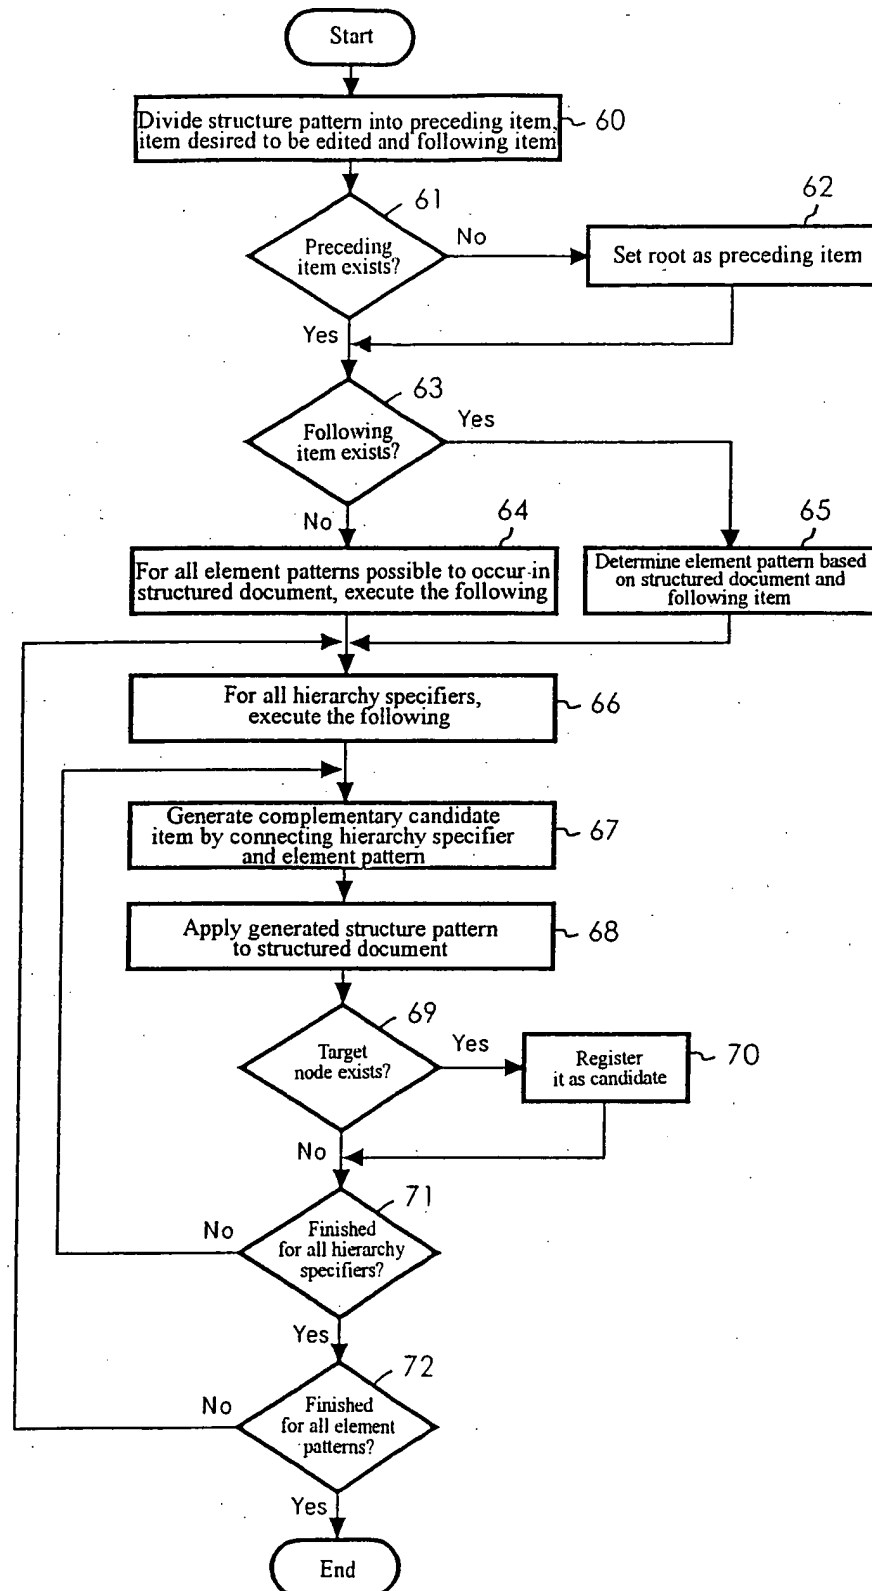 Start
Divide structure pattern into preceding item,
item desired to be edited and following item
60
61
62
Preceding
item exists?
No
Set root as preceding item
Yes
63
Following
item exists?
Yes
No
64
65
For all element patterns possible to occur in
structured document, execute the following
Determine element pattern based
on structured document and
following item
For all hierarchy specifiers,
execute the following
66
Generate complementary candidate
item by connecting hierarchy specifier
and element pattern
67
Apply generated structure pattern
to structured document
68
69
Target
node exists?
Yes
Register
it as candidate
70
No
71
Finished
for all hierarchy
specifiers?
No
Yes
72
Finished
for all element
patterns?
No
Yes
End